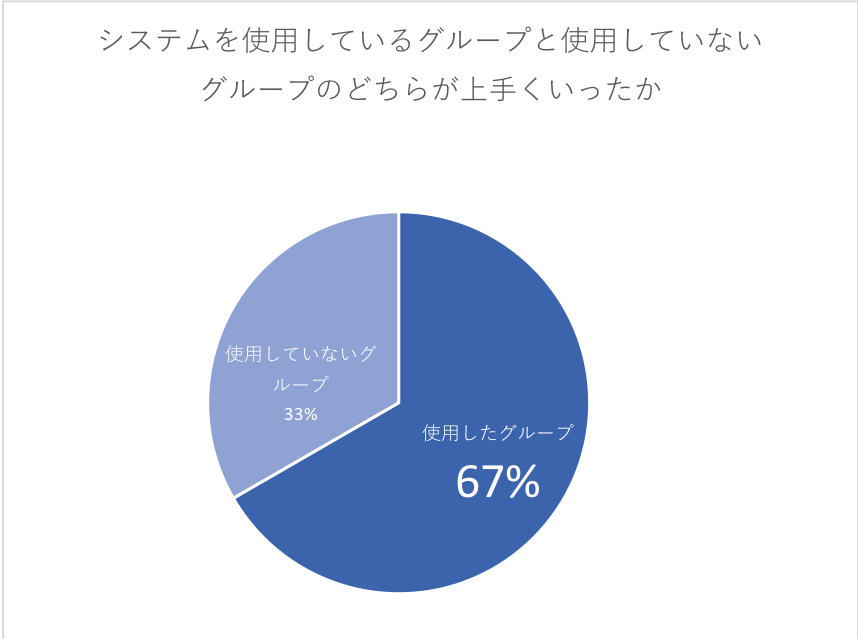 システムを使用しているグループと使用していない
グループのどちらが上手くいったか
使用していないグ
ループ
33%
使用したグループ
67%